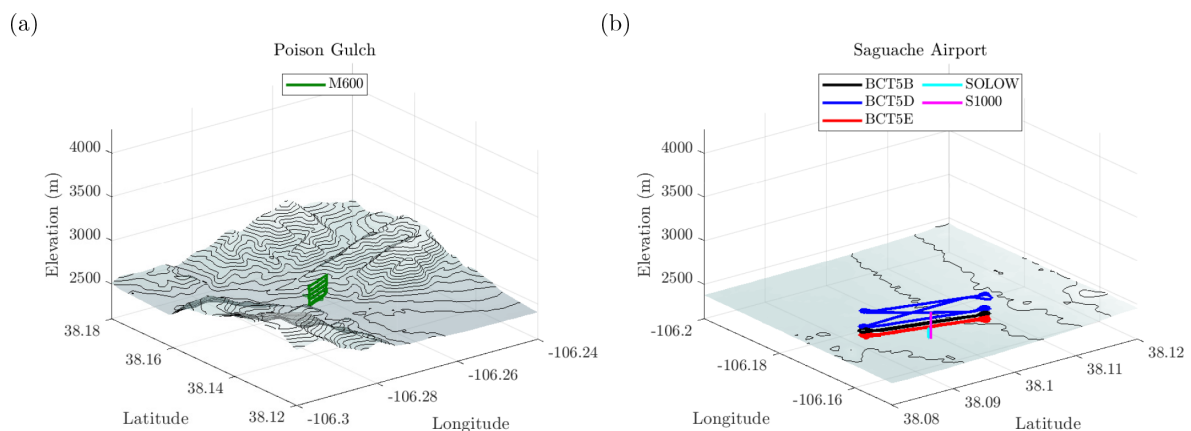 (a)
Poison Gulch
M600
4000
3500
3000
2500
Elevation (m)
38.18
38.16
38.14
38.12
Latitude
-106.3
-106.28
-106.26
-106.24
Longitude
(b)
Saguache Airport
BCT5B SOLOW
BCT5D S1000
BCT5E
4000
3500
3000
2500
Elevation (m)
-106.2
-106.18
-106.16
Longitude
38.08
38.09
38.1
38.11
38.12
Latitude